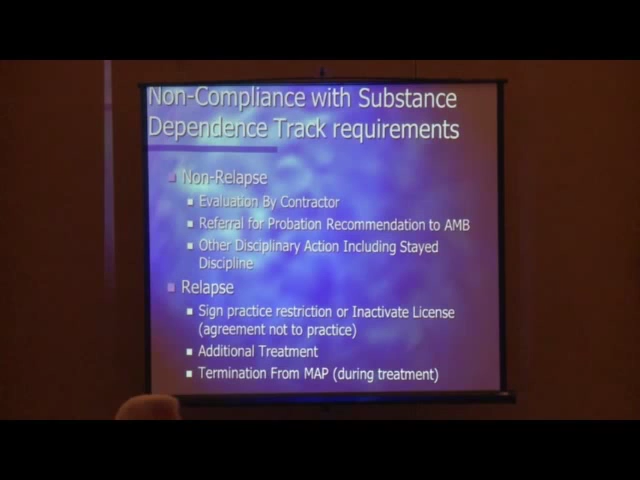 Non-Compliance with Substance
Dependence Track requirements
Non-Relapse
Evaluation By Contractor
Referral for Probation Recommendation to AMB
Other Disciplinary Action Including Stayed
Discipline
Relapse
Sign practice restriction or Inactivate License
(agreement not to practice)
Additional Treatment
Termination From MAP (during treatment)